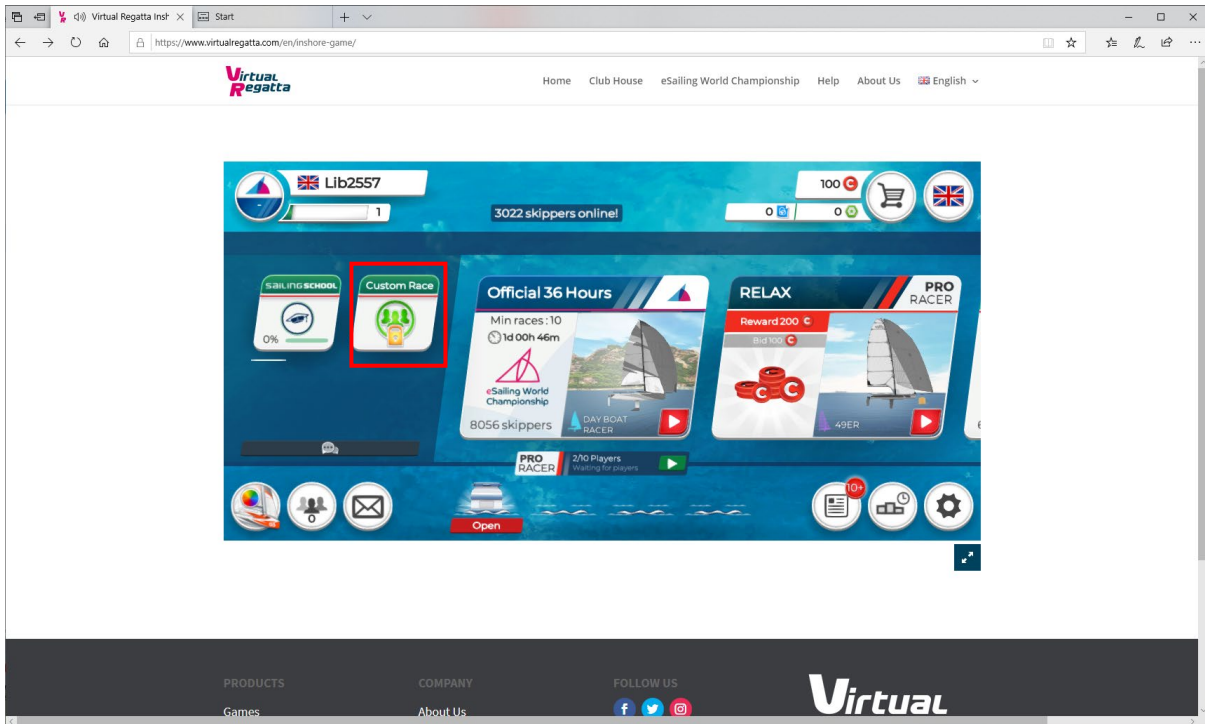 Virtual Regatta Insh
Start
https://www.virtualregatta.com/en/inshore-game/
Virtual Regatta
Home Club House eSailing World Championship Help About Us English
Lib2557
1
3022 skippers online!
100 C
0 0
SAILING SCHOOL
0%
Custom Race
Official 36 Hours
Min races: 10
1d 00h 46m
eSailing World
Championship
8056 skippers
DAY BOAT
RACER
RELAX
PRO
RACER
Reward 200 C
Bid 100 C
49ER
PRO
RACER
2/10 Players
Waiting for players
0
Open
10+
PRODUCTS COMPANY FOLLOW US
Games About Us
Virtual